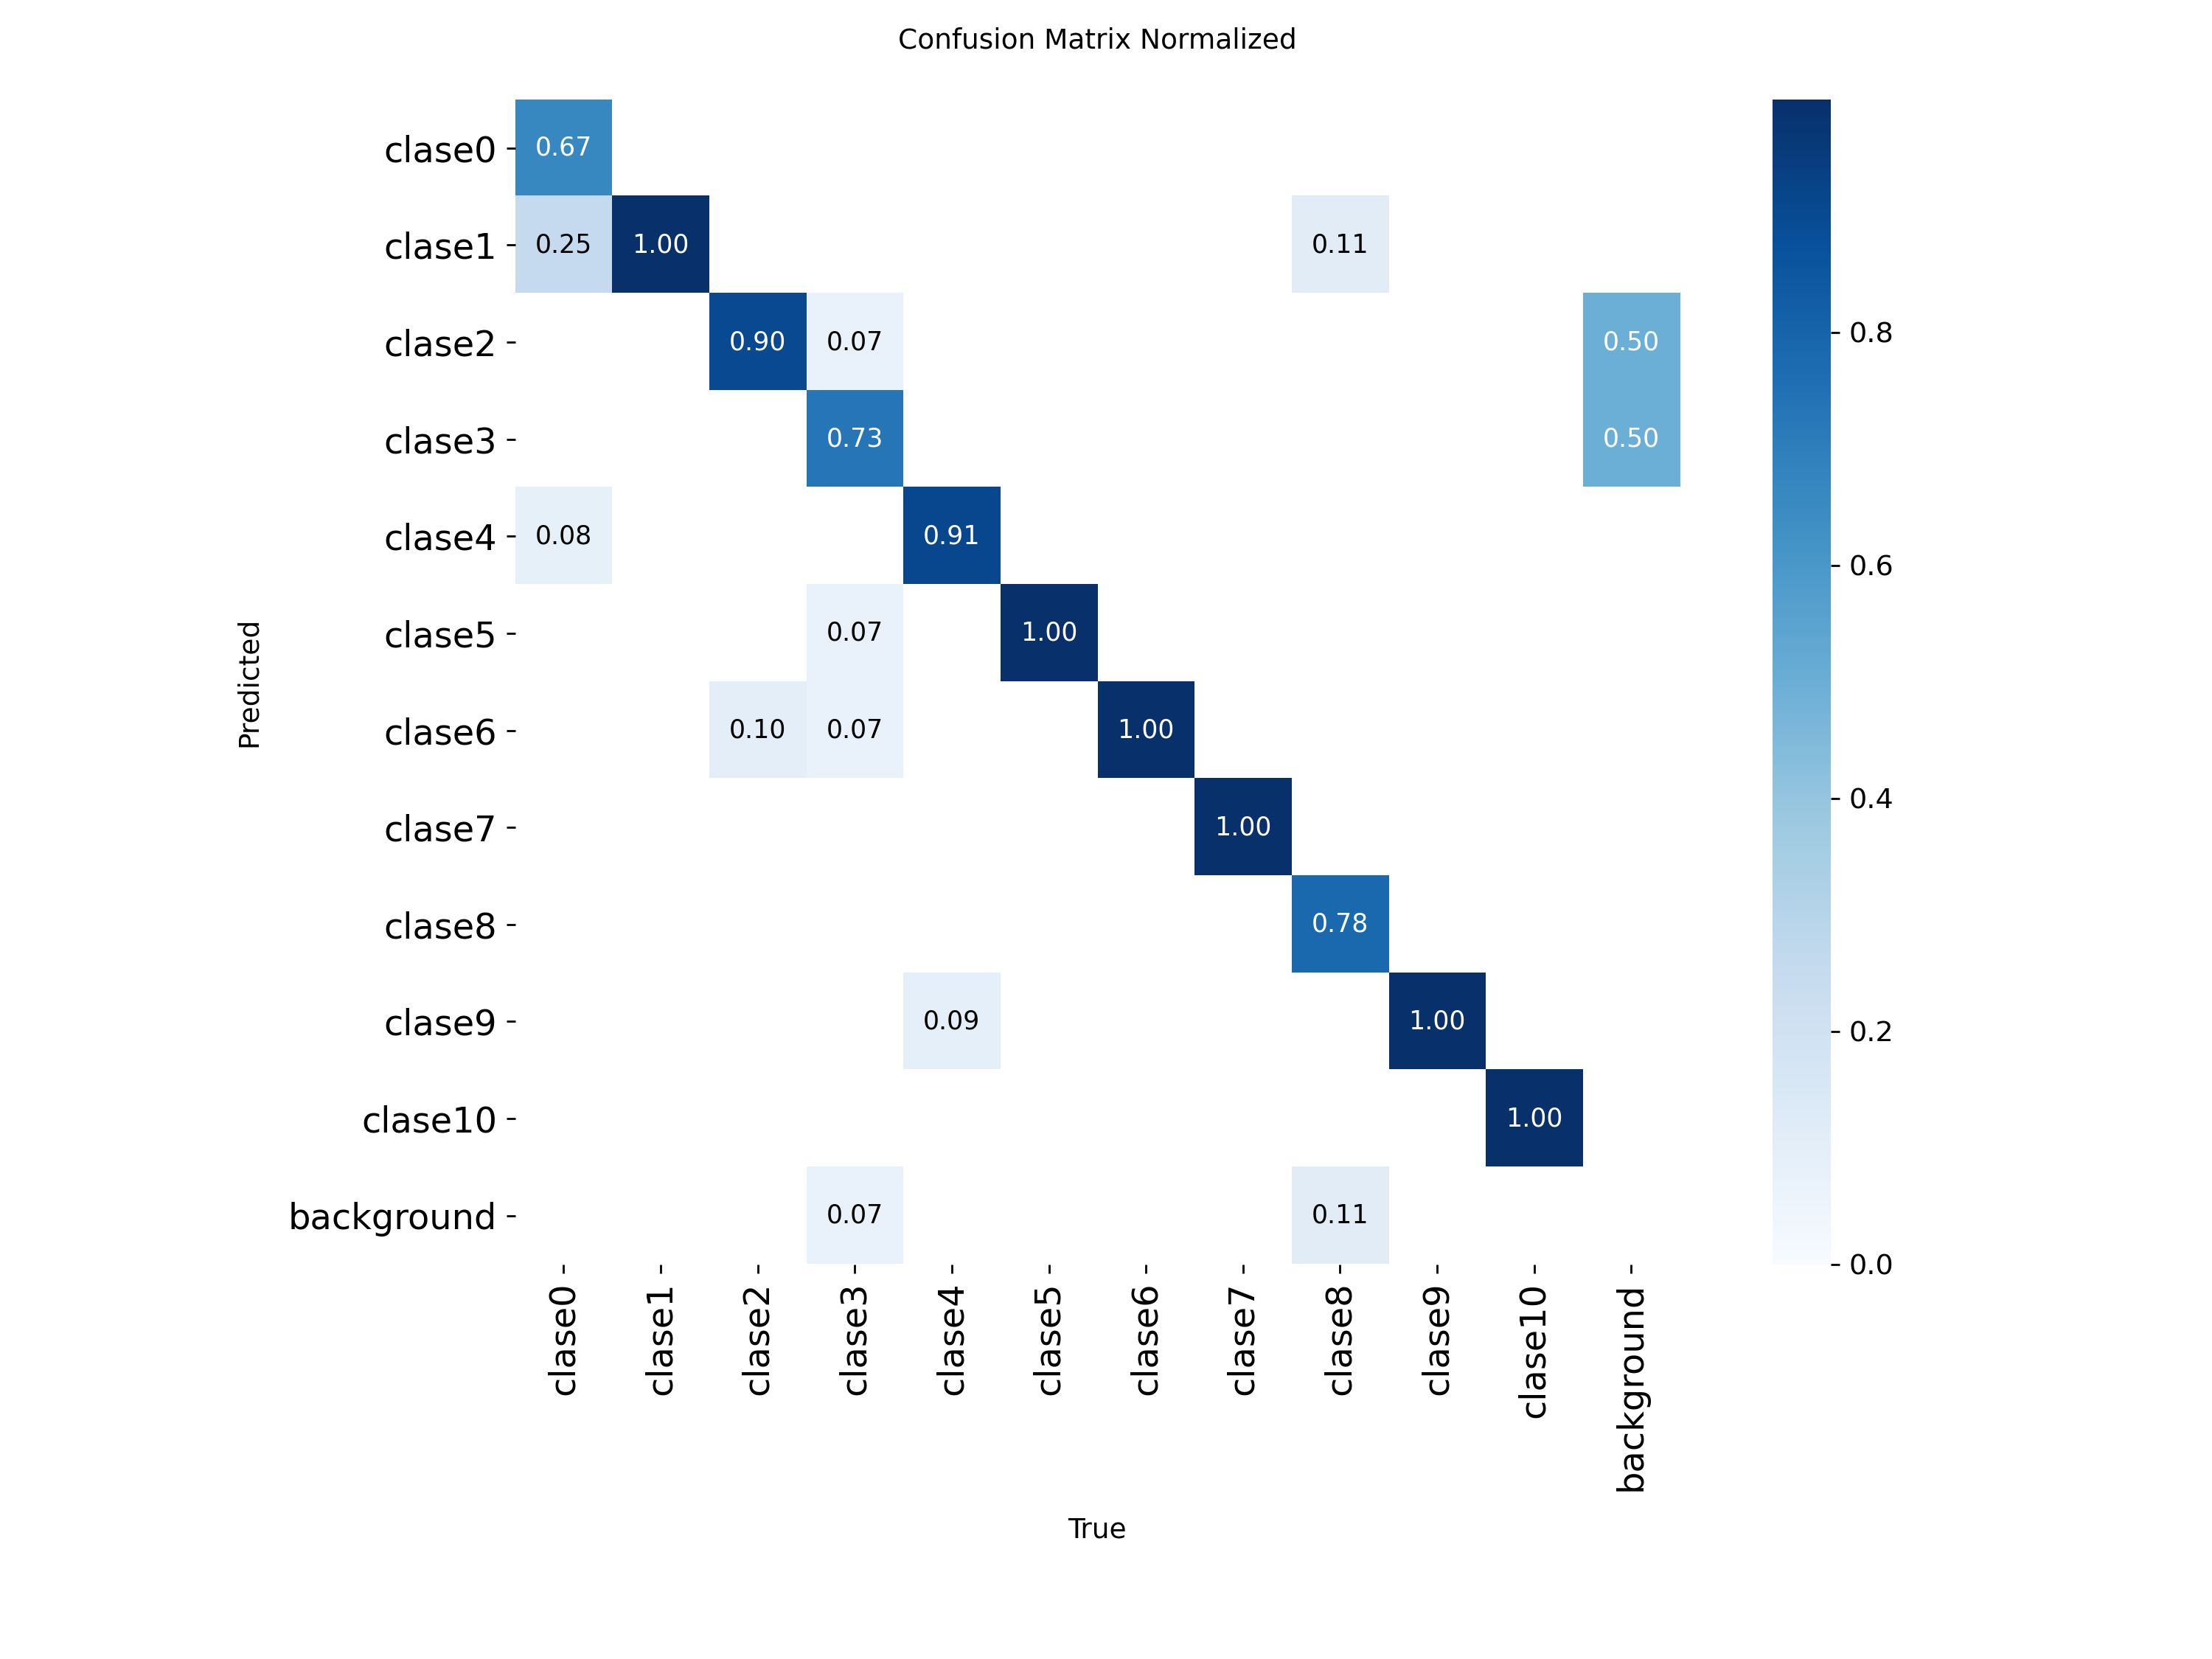 Confusion Matrix Normalized
clase0 0.67
clase1 0.25 1.00 0.11
clase2 0.90 0.07 0.50
clase3 0.73 0.50
clase4 0.08 0.91
clase5 0.07 1.00
clase6 0.10 0.07 1.00
clase7 1.00
clase8 0.78
clase9 0.09 1.00
clase10 1.00
background 0.07 0.11
clase0 clase1 clase2 clase3 clase4 clase5 clase6 clase7 clase8 clase9 clase10 background
True
Predicted
0.8
0.6
0.4
0.2
0.0